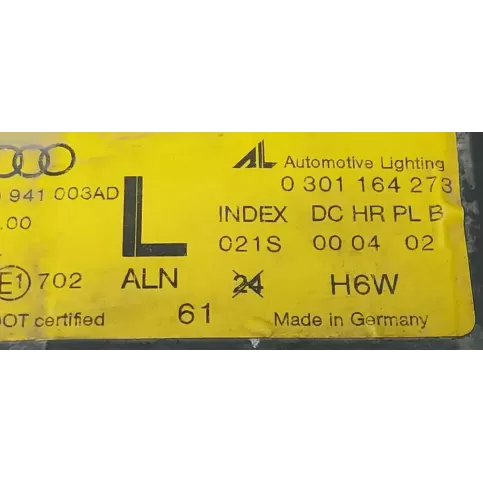 AL Automotive Lighting
941 003AD
0 301 164 273
.00
L
INDEX DC HR PL B
021S 00 04 02
E1 702
ALN
24
H6W
DOT certified
61
Made in Germany